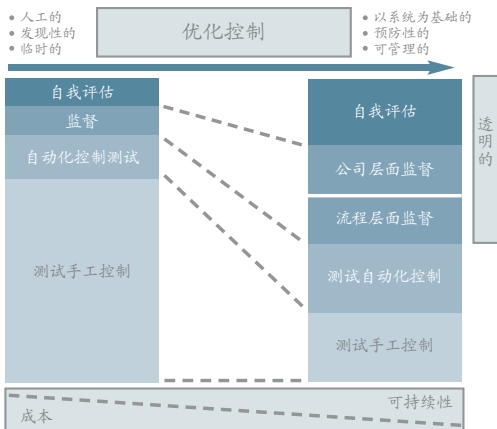 • 人工的
• 发现性的
• 临时的
优化控制
• 以系统为基础的
• 预防性的
• 可管理的
自我评估
监督
自动化控制测试
测试手工控制
自我评估
公司层面监督
流程层面监督
测试自动化控制
测试手工控制
透明的
成本
可持续性